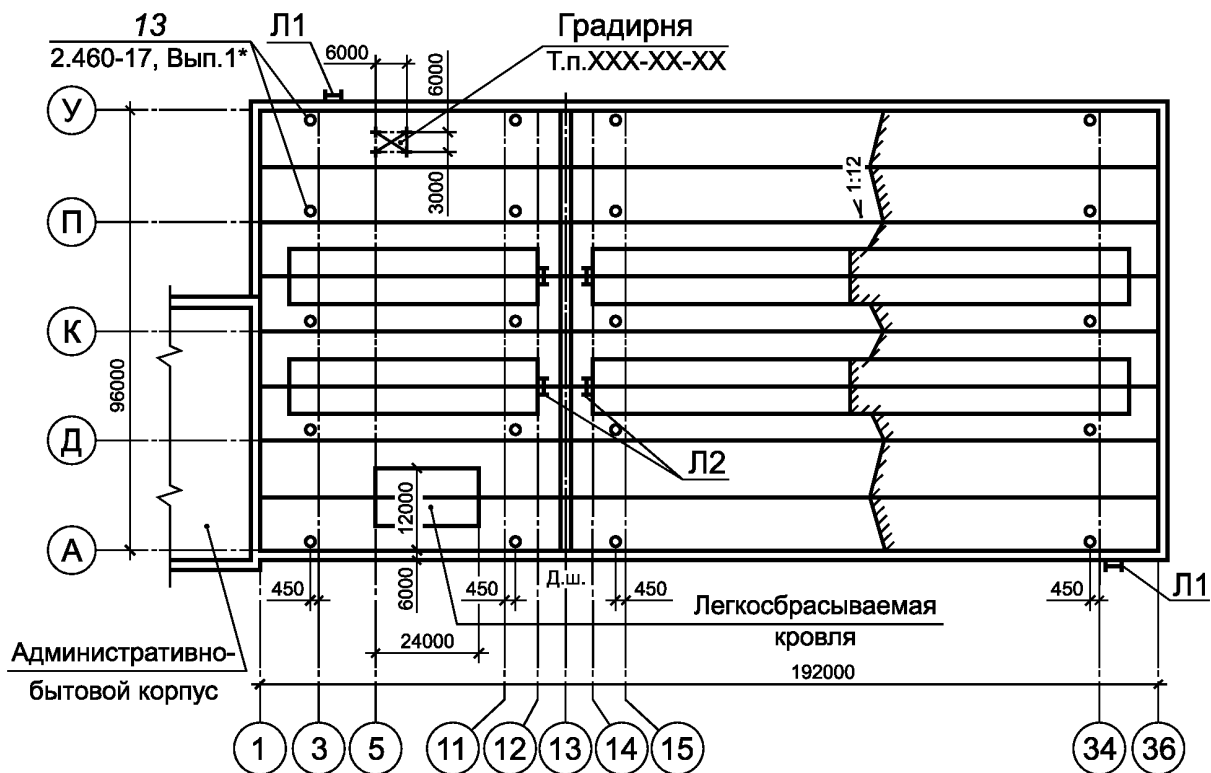 13
2.460-17, Вып.1*
Л1
Градирня
Т.п.ХХХ-ХХ-ХХ
6000
6000
3000
У
П
К
Д
А
96000
1:12
Л2
12000
6000
450
450
Д.ш.
450
450
Л1
24000
Легкосбрасываемая
кровля
Административно-
бытовой корпус
192000
1
3
5
11
12
13
14
15
34
36